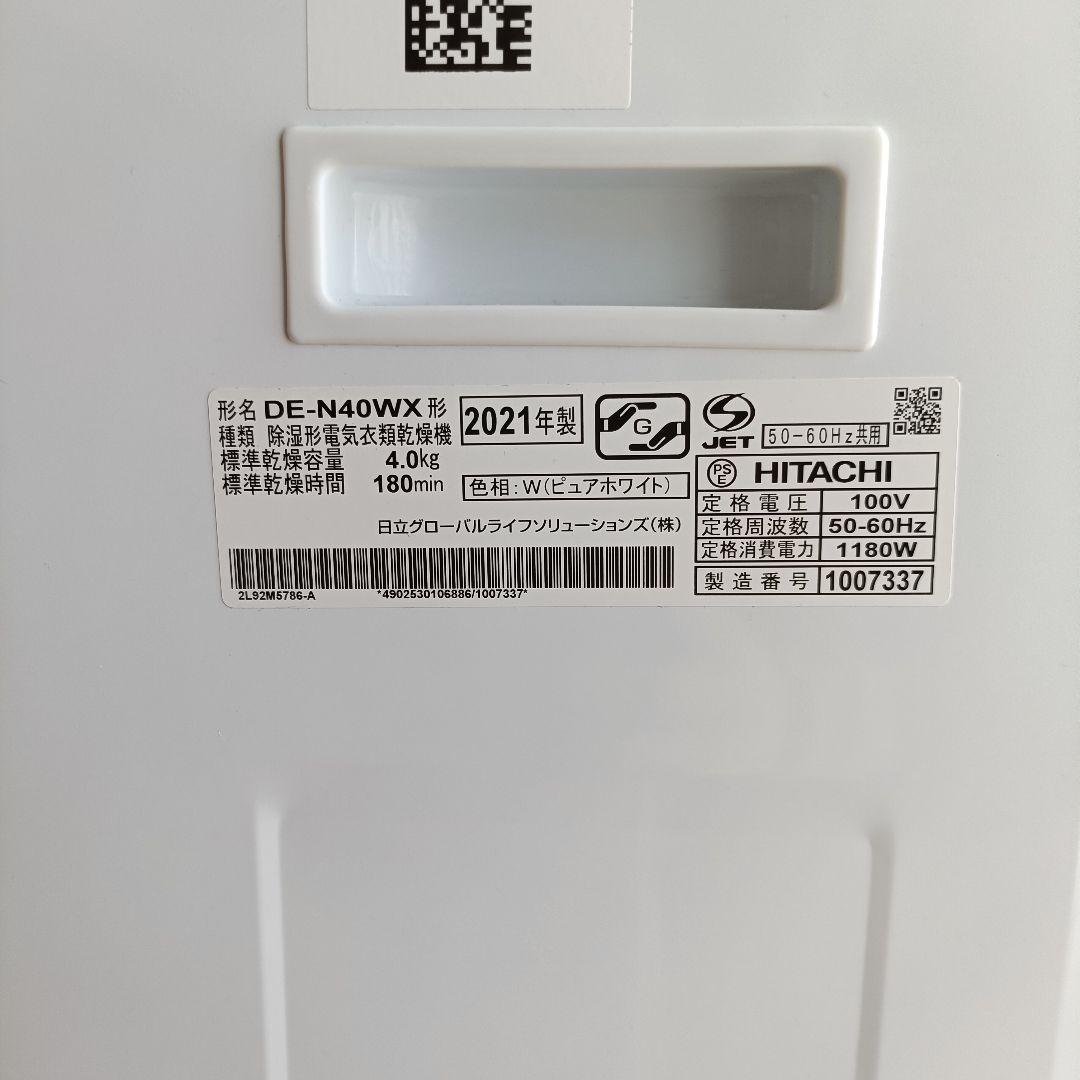 形名 DE-N40WX 形
種類 除湿形電気衣類乾燥機
標準乾燥容量 4.0kg
標準乾燥時間 180min
2021年製
色相:W(ピュアホワイト)
日立グローバルライフソリューションズ(株)
2L92M5786-A
*4902530106886/1007337*
G
S
JET
50-60Hz共用
PS
E
HITACHI
定格電圧 100V
定格周波数 50-60Hz
定格消費電力 1180W
製造番号 1007337